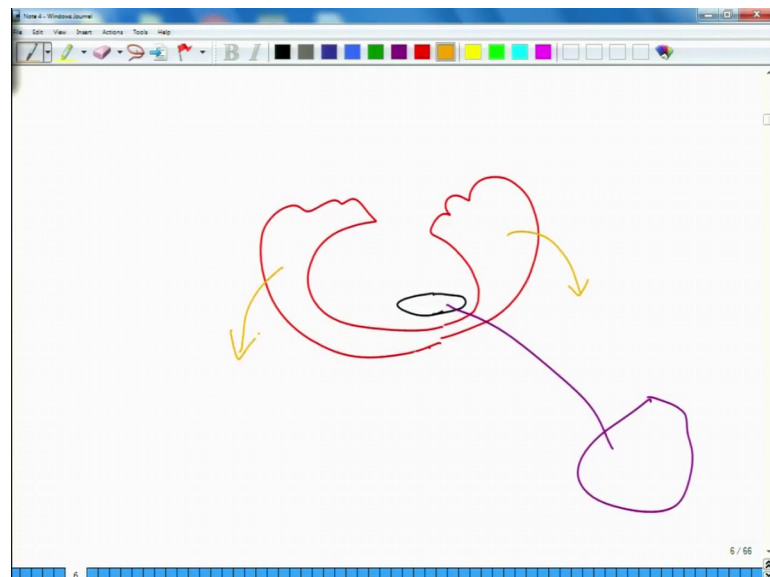 Note 4 - Windows Journal
File Edit View Insert Actions Tools Help
B I
6 / 66
6